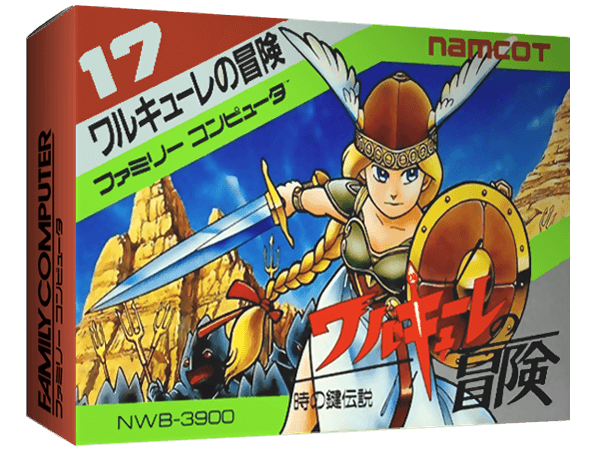 17
ワルキューレの冒険
ファミリー コンピュータ
namcoT
FAMILY COMPUTER
ファミリー コンピュータ
ワルキューレの
冒険
時の鍵伝説
NWB-3900